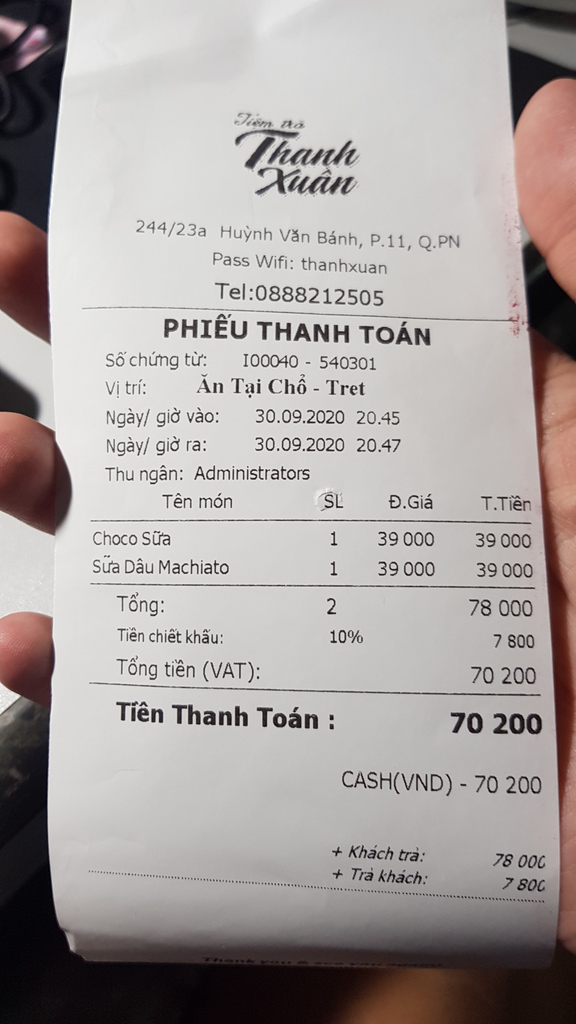 Tiệm trà
Thanh
Xuân
244/23a Huỳnh Văn Bánh, P.11, Q.PN
Pass Wifi: thanhxuan
Tel:0888212505
PHIẾU THANH TOÁN
Số chứng từ: I00040 - 540301
Vị trí: Ăn Tại Chổ - Tret
Ngày/ giờ vào: 30.09.2020 20.45
Ngày/ giờ ra: 30.09.2020 20.47
Thu ngân: Administrators
Tên món SL Đ.Giá T.Tiền
Choco Sữa 1 39 000 39 000
Sữa Dâu Machiato 1 39 000 39 000
Tổng: 2 78 000
Tiền chiết khấu: 10% 7 800
Tổng tiền (VAT): 70 200
Tiền Thanh Toán : 70 200
CASH(VND) - 70 200
+ Khách trả: 78 000
+ Trả khách: 7 800